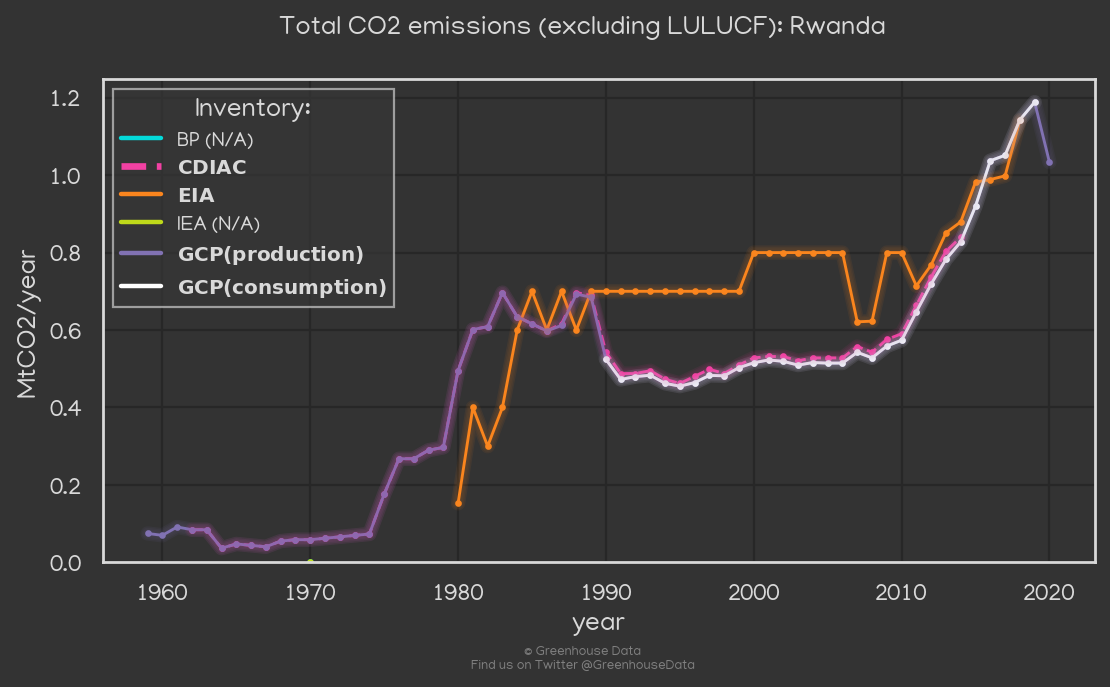 Total CO2 emissions (excluding LULUCF): Rwanda
Inventory:
BP (N/A)
CDIAC
EIA
IEA (N/A)
GCP(production)
GCP(consumption)
MtCO2/year
1.2
1.0
0.8
0.6
0.4
0.2
0.0
1960 1970 1980 1990 2000 2010 2020
year
© Greenhouse Data
Find us on Twitter @GreenhouseData